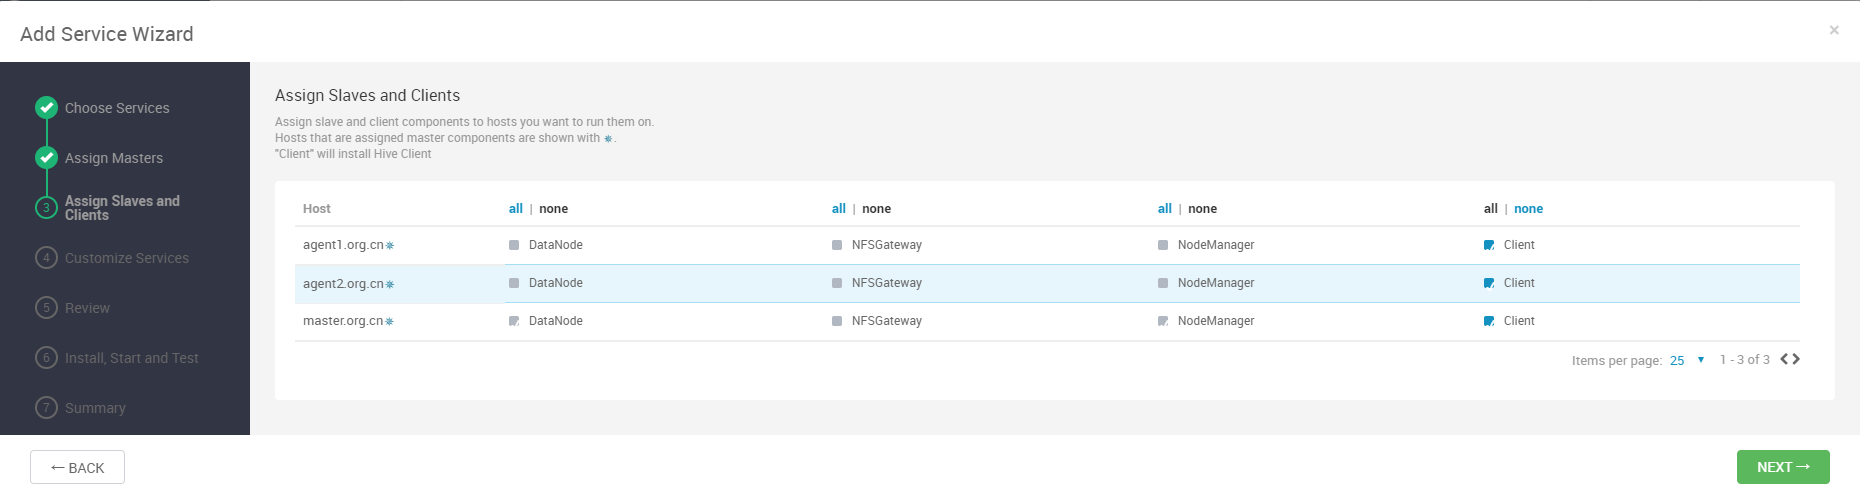 Add Service Wizard
×
Choose Services
Assign Masters
3 Assign Slaves and
Clients
4 Customize Services
5 Review
6 Install, Start and Test
7 Summary
Assign Slaves and Clients
Assign slave and client components to hosts you want to run them on.
Hosts that are assigned master components are shown with ✵.
"Client" will install Hive Client
Host all | none all | none all | none all | none
agent1.org.cn✵ DataNode NFSGateway NodeManager Client
agent2.org.cn✵ DataNode NFSGateway NodeManager Client
master.org.cn✵ DataNode NFSGateway NodeManager Client
Items per page: 25 1 - 3 of 3
← BACK
NEXT →